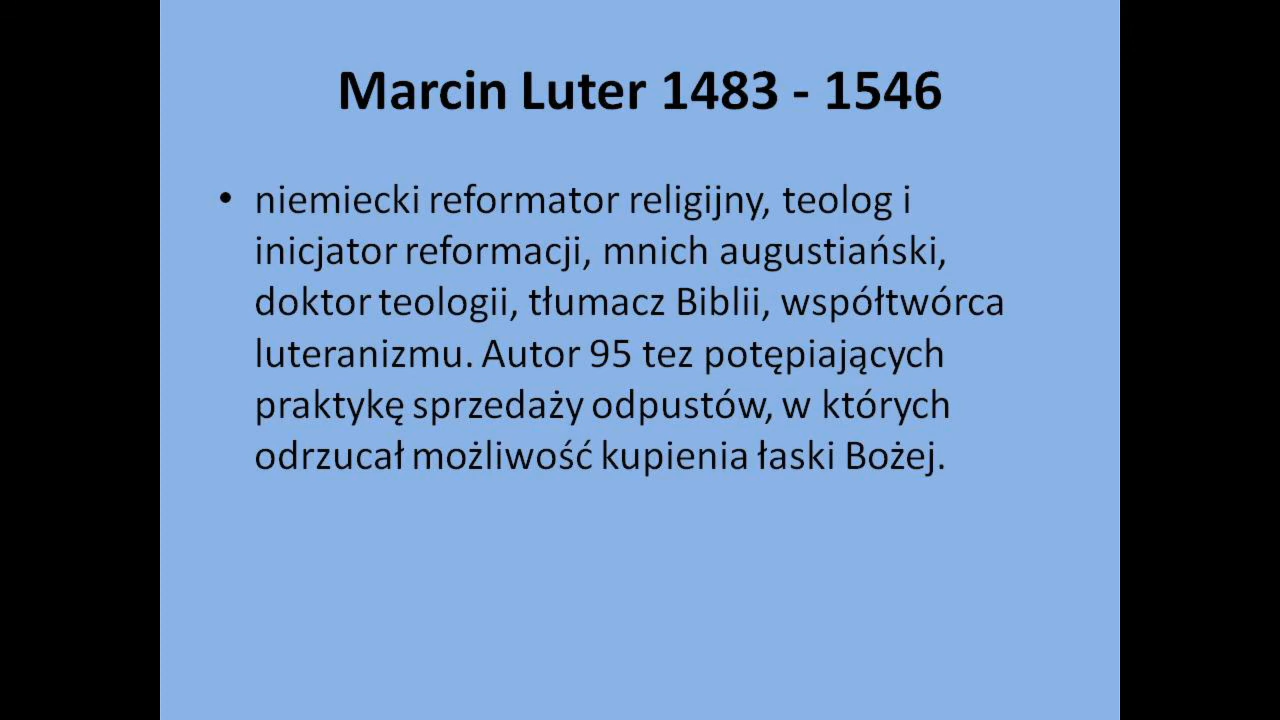 Marcin Luter 1483 - 1546
• niemiecki reformator religijny, teolog i
inicjator reformacji, mnich augustiański,
doktor teologii, tłumacz Biblii, współtwórca
luteranizmu. Autor 95 tez potępiających
praktykę sprzedaży odpustów, w których
odrzucał możliwość kupienia łaski Bożej.